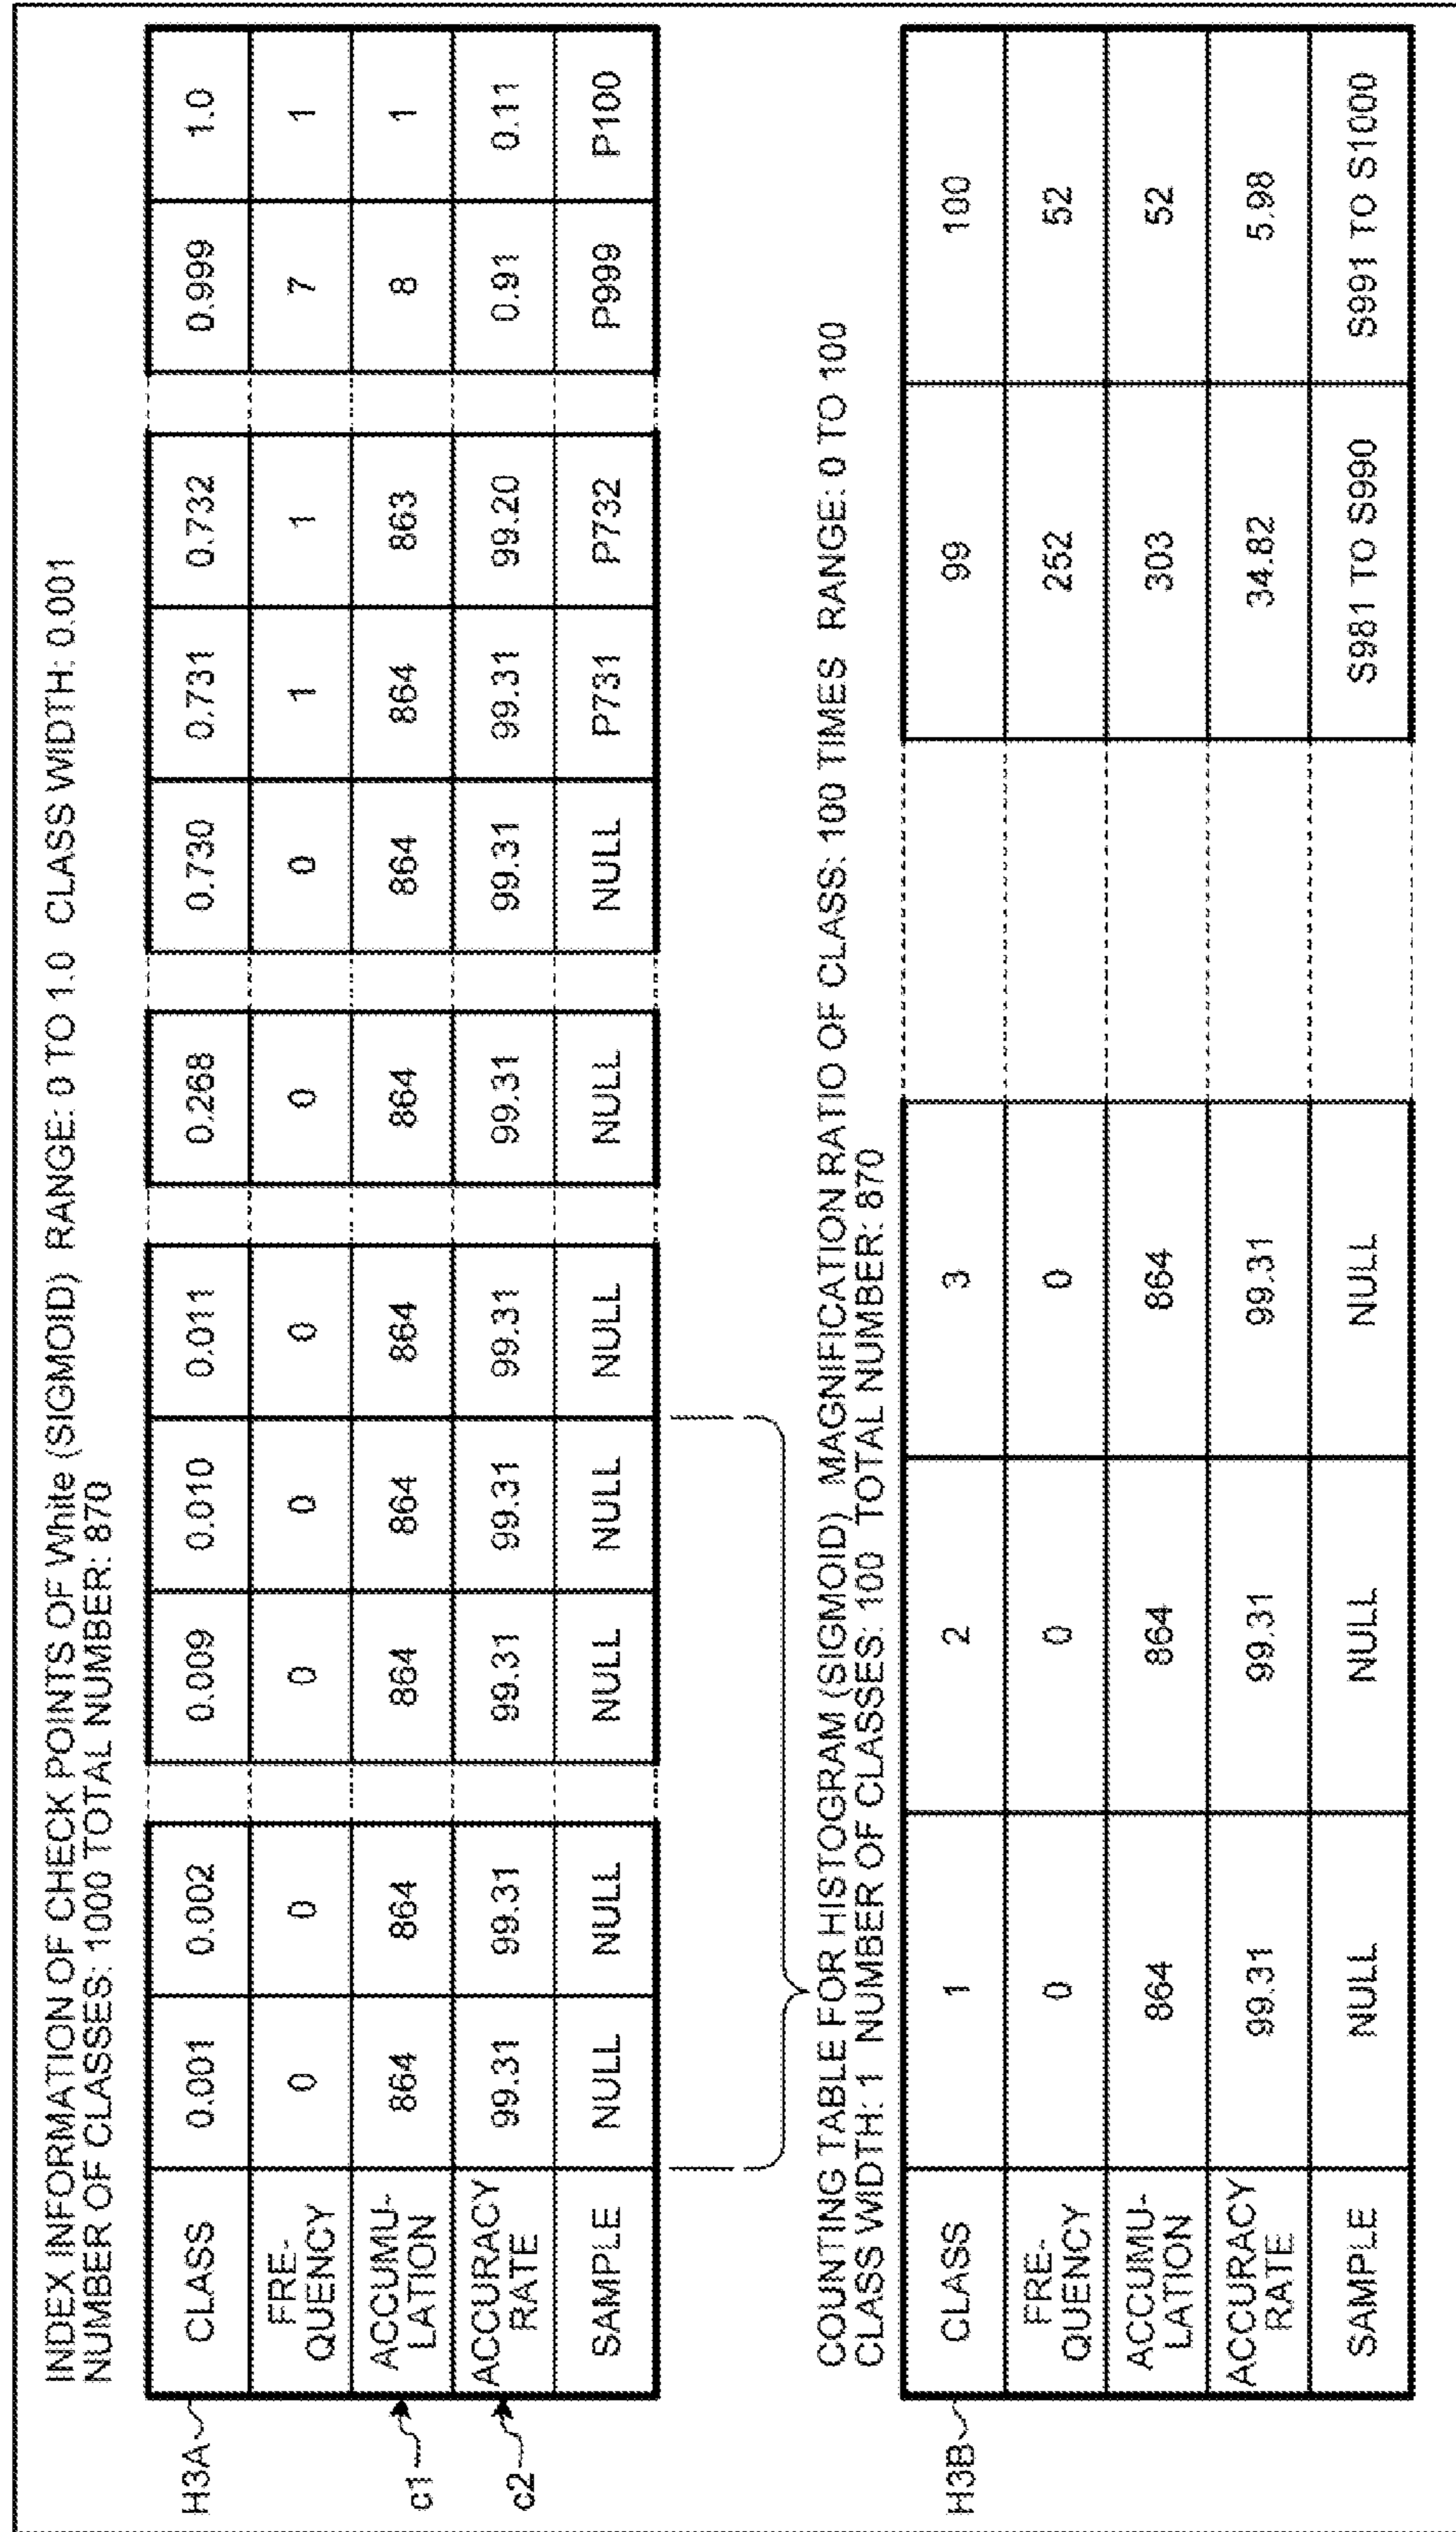 INDEX INFORMATION OF CHECK POINTS OF White (SIGMOID) RANGE: 0 TO 1.0 CLASS WIDTH: 0.001
NUMBER OF CLASSES: 1000 TOTAL NUMBER: 870
H3A CLASS 0.001 0.002 0.009 0.010 0.011 0.268 0.730 0.731 0.732 0.999 1.0
FRE-
QUENCY 0 0 0 0 0 0 0 1 1 7 1
c1 ACCUMU-
LATION 864 864 864 864 864 864 864 864 863 8 1
c2 ACCURACY
RATE 99.31 99.31 99.31 99.31 99.31 99.31 99.31 99.31 99.20 0.91 0.11
SAMPLE NULL NULL NULL NULL NULL NULL NULL P731 P732 P999 P100
COUNTING TABLE FOR HISTOGRAM (SIGMOID) MAGNIFICATION RATIO OF CLASS: 100 TIMES RANGE: 0 TO 100
CLASS WIDTH: 1 NUMBER OF CLASSES: 100 TOTAL NUMBER: 870
H3B CLASS 1 2 3 99 100
FRE-
QUENCY 0 0 0 252 52
ACCUMU-
LATION 864 864 864 303 52
ACCURACY
RATE 99.31 99.31 99.31 34.82 5.98
SAMPLE NULL NULL NULL S981 TO S990 S991 TO S1000